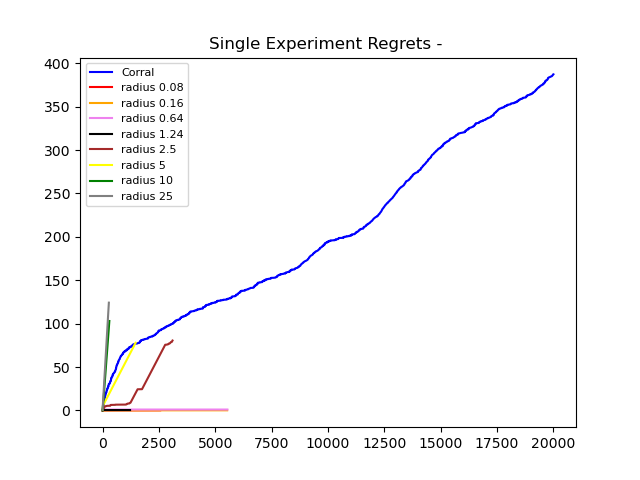 Single Experiment Regrets -
400
350
300
250
200
150
100
50
0
Corral
radius 0.08
radius 0.16
radius 0.64
radius 1.24
radius 2.5
radius 5
radius 10
radius 25
0 2500 5000 7500 10000 12500 15000 17500 20000